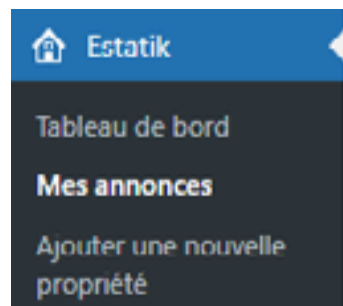 Estatik
Tableau de bord
Mes annonces
Ajouter une nouvelle
propriété